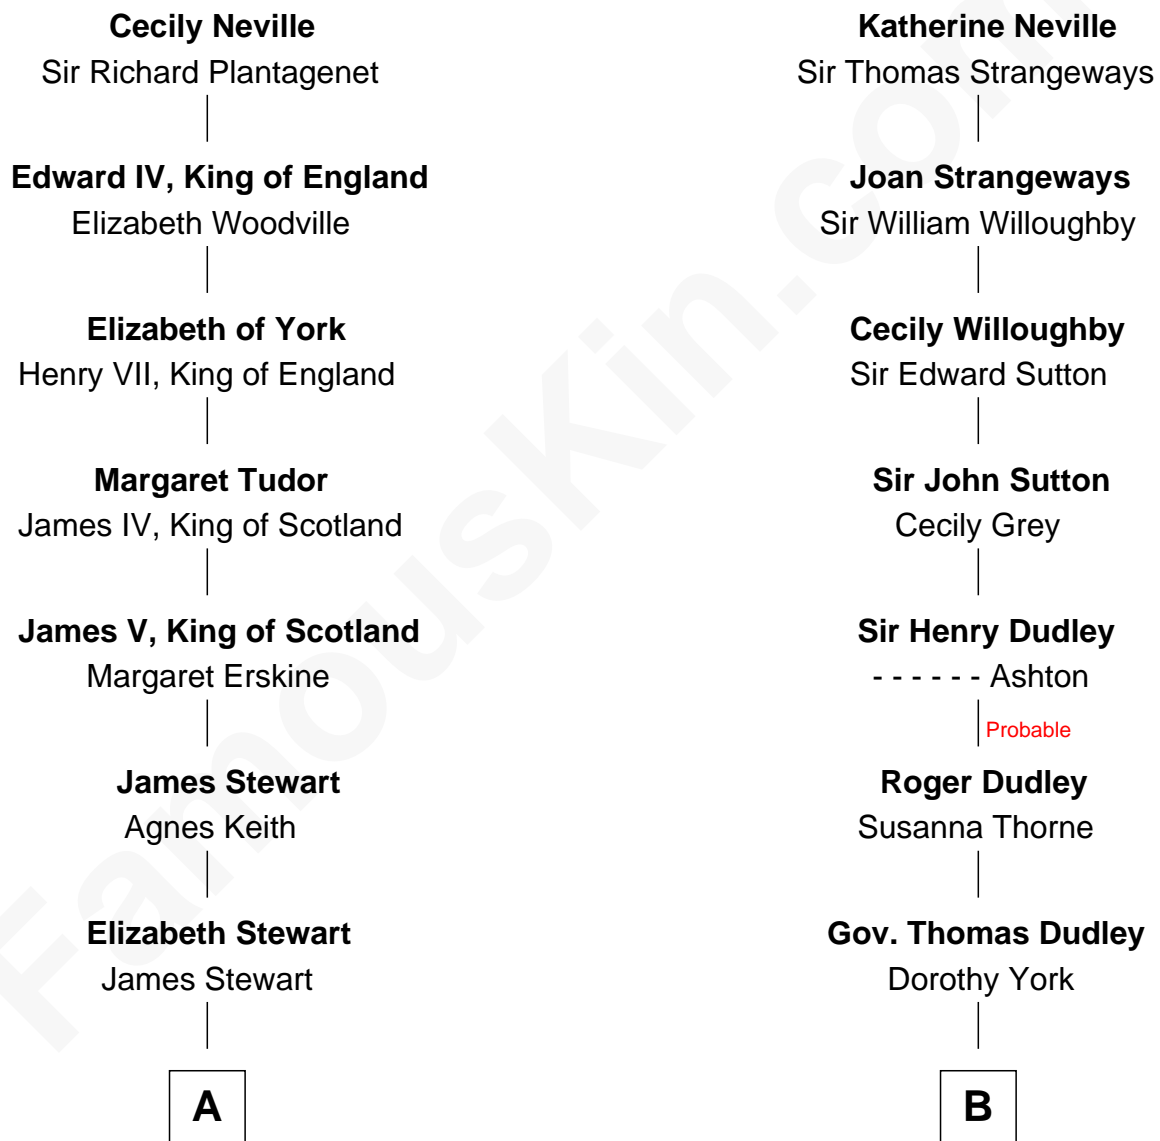 Cecily Neville
Sir Richard Plantagenet
Edward IV, King of England
Elizabeth Woodville
Elizabeth of York
Henry VII, King of England
Margaret Tudor
James IV, King of Scotland
James V, King of Scotland
Margaret Erskine
James Stewart
Agnes Keith
Elizabeth Stewart
James Stewart
A
Katherine Neville
Sir Thomas Strangeways
Joan Strangeways
Sir William Willoughby
Cecily Willoughby
Sir Edward Sutton
Sir John Sutton
Cecily Grey
Sir Henry Dudley
- - - - - - Ashton
Probable
Roger Dudley
Susanna Thorne
Gov. Thomas Dudley
Dorothy York
B
FamousKin.com